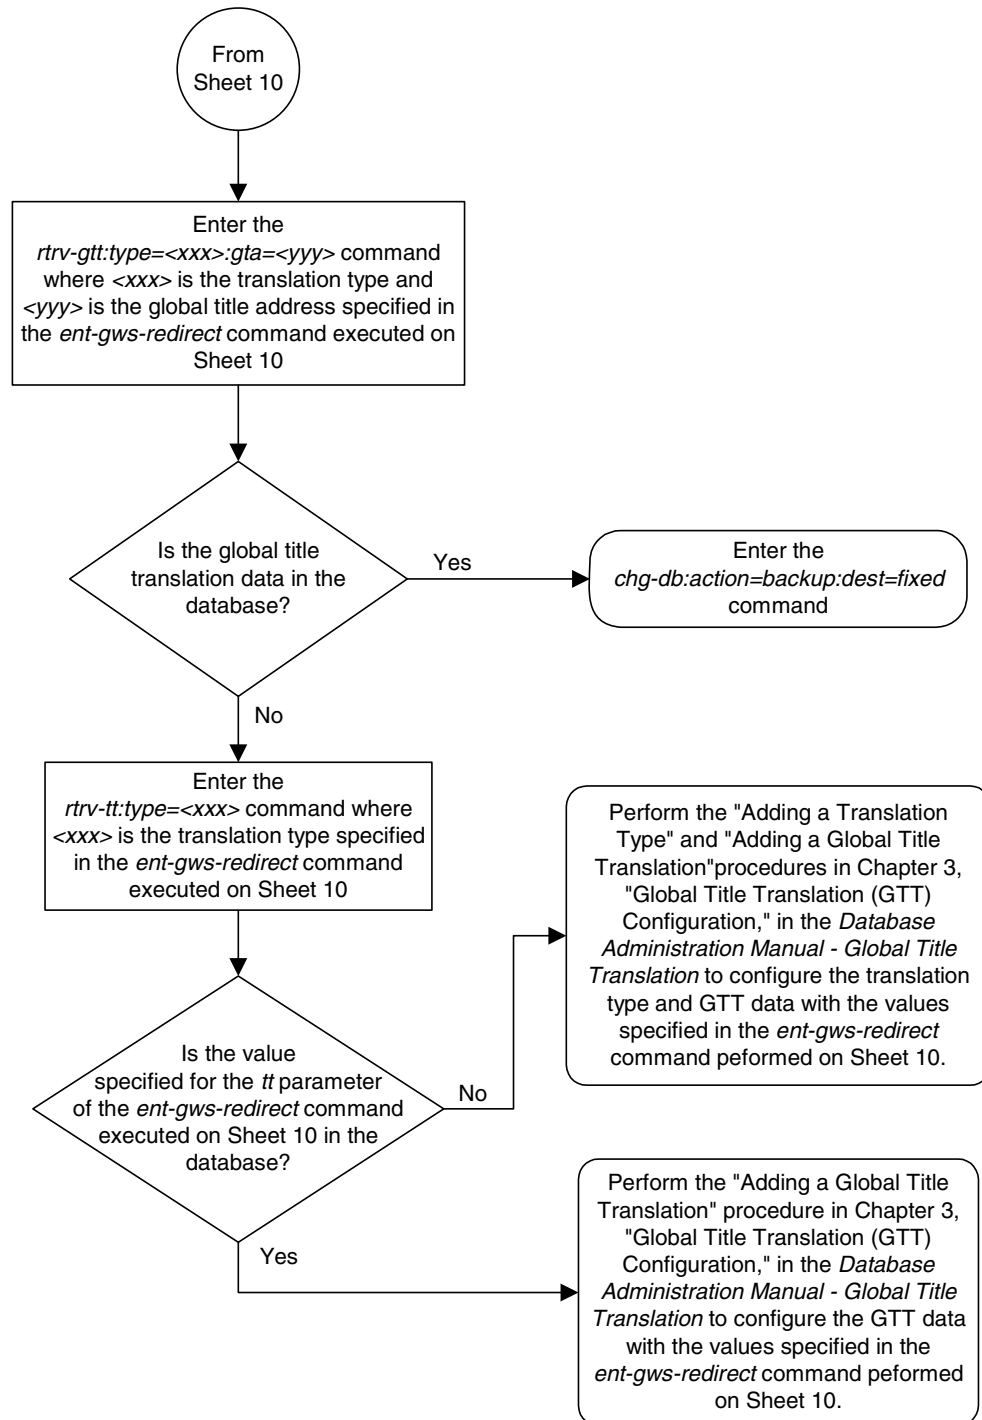 From
Sheet 10
Enter the
rtrv-gtt:type=<xxx>:gta=<yyy> command
where <xxx> is the translation type and
<yyy> is the global title address specified in
the ent-gws-redirect command executed on
Sheet 10
Is the global title
translation data in the
database?
Yes
Enter the
chg-db:action=backup:dest=fixed
command
No
Enter the
rtrv-tt:type=<xxx> command where
<xxx> is the translation type specified
in the ent-gws-redirect command
executed on Sheet 10
Perform the "Adding a Translation
Type" and "Adding a Global Title
Translation"procedures in Chapter 3,
"Global Title Translation (GTT)
Configuration," in the Database
Administration Manual - Global Title
Translation to configure the translation
type and GTT data with the values
specified in the ent-gws-redirect
command peformed on Sheet 10.
Is the value
specified for the tt parameter
of the ent-gws-redirect command
executed on Sheet 10 in the
database?
No
Yes
Perform the "Adding a Global Title
Translation" procedure in Chapter 3,
"Global Title Translation (GTT)
Configuration," in the Database
Administration Manual - Global Title
Translation to configure the GTT data
with the values specified in the
ent-gws-redirect command peformed
on Sheet 10.